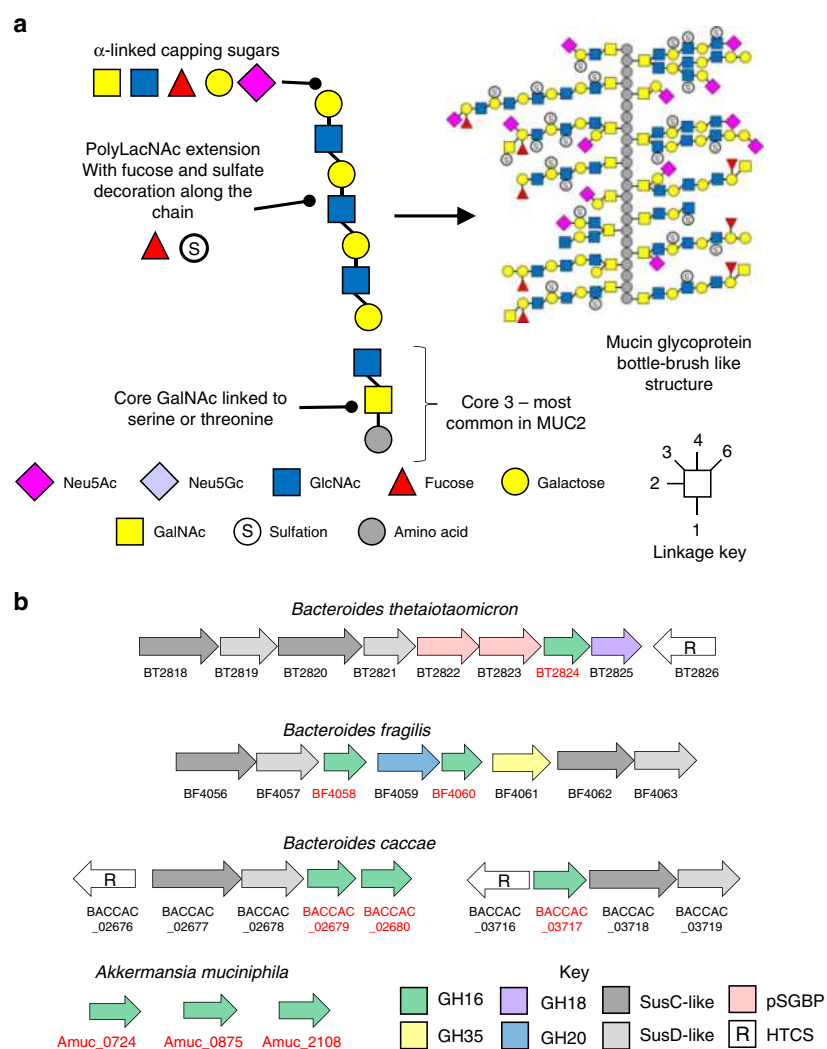 a
α-linked capping sugars
PolyLacNAc extension
With fucose and sulfate
decoration along the
chain
S
Core GalNAc linked to
serine or threonine
Core 3 – most
common in MUC2
Mucin glycoprotein
bottle-brush like
structure
Neu5Ac
Neu5Gc
GlcNAc
Fucose
Galactose
GalNAc
S
Sulfation
Amino acid
3 4 6
2
1
Linkage key
b
Bacteroides thetaiotaomicron
R
BT2818 BT2819 BT2820 BT2821 BT2822 BT2823 BT2824 BT2825 BT2826
Bacteroides fragilis
BF4056 BF4057 BF4058 BF4059 BF4060 BF4061 BF4062 BF4063
Bacteroides caccae
R R
BACCAC BACCAC BACCAC BACCAC BACCAC BACCAC BACCAC BACCAC BACCAC
_02676 _02677 _02678 _02679 _02680 _03716 _03717 _03718 _03719
Akkermansia muciniphila
Amuc_0724 Amuc_0875 Amuc_2108
Key
GH16 GH18 SusC-like pSGBP
GH35 GH20 SusD-like R HTCS